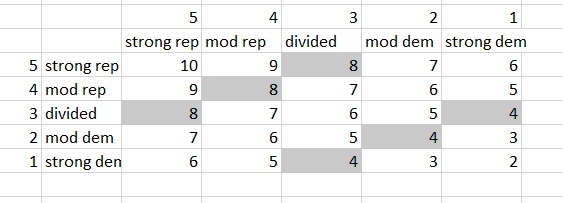 5 4 3 2 1
strong rep mod rep divided mod dem strong dem
5 strong rep 10 9 8 7 6
4 mod rep 9 8 7 6 5
3 divided 8 7 6 5 4
2 mod dem 7 6 5 4 3
1 strong den 6 5 4 3 2